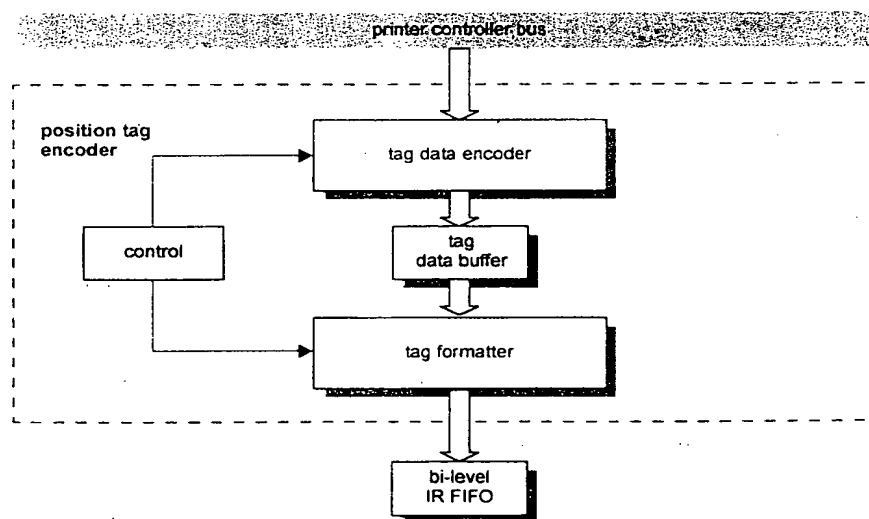 printer controller bus
position tag
encoder
tag data encoder
tag
data buffer
control
tag formatter
bi-level
IR FIFO